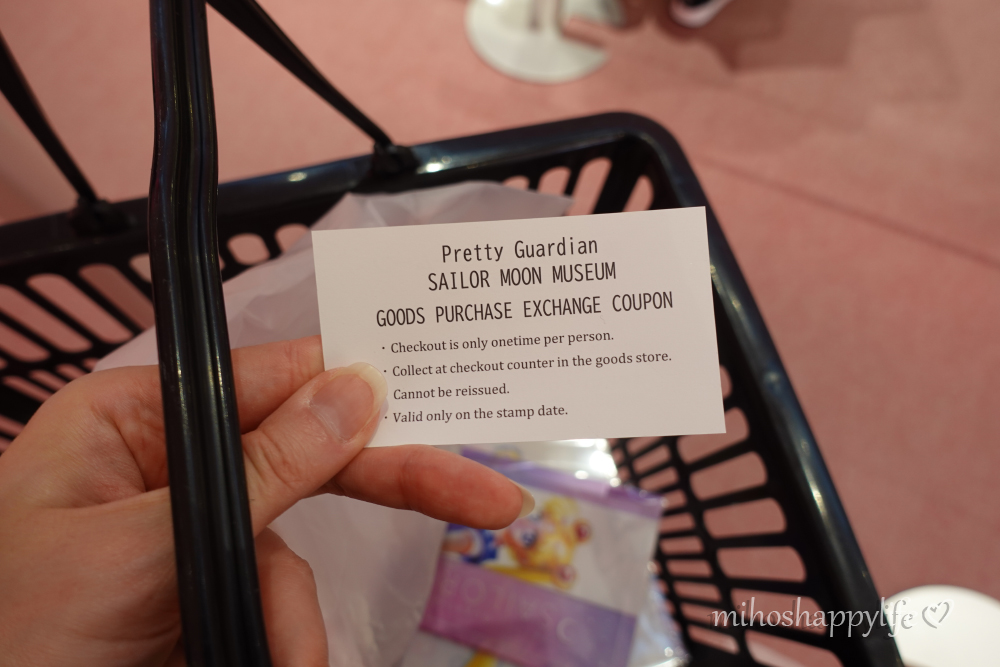 Pretty Guardian
SAILOR MOON MUSEUM
GOODS PURCHASE EXCHANGE COUPON
・Checkout is only onetime per person.
・Collect at checkout counter in the goods store.
Cannot be reissued.
・Valid only on the stamp date.
mihoshappylife ♡